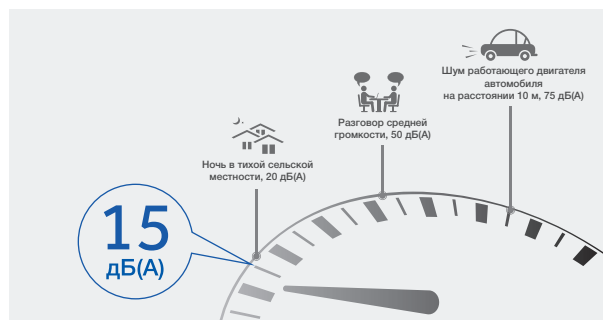 Шум работающего двигателя
автомобиля
на расстоянии 10 м, 75 дБ(А)
Разговор средней
громкости, 50 дБ(А)
Ночь в тихой сельской
местности, 20 дБ(А)
15
дБ(А)